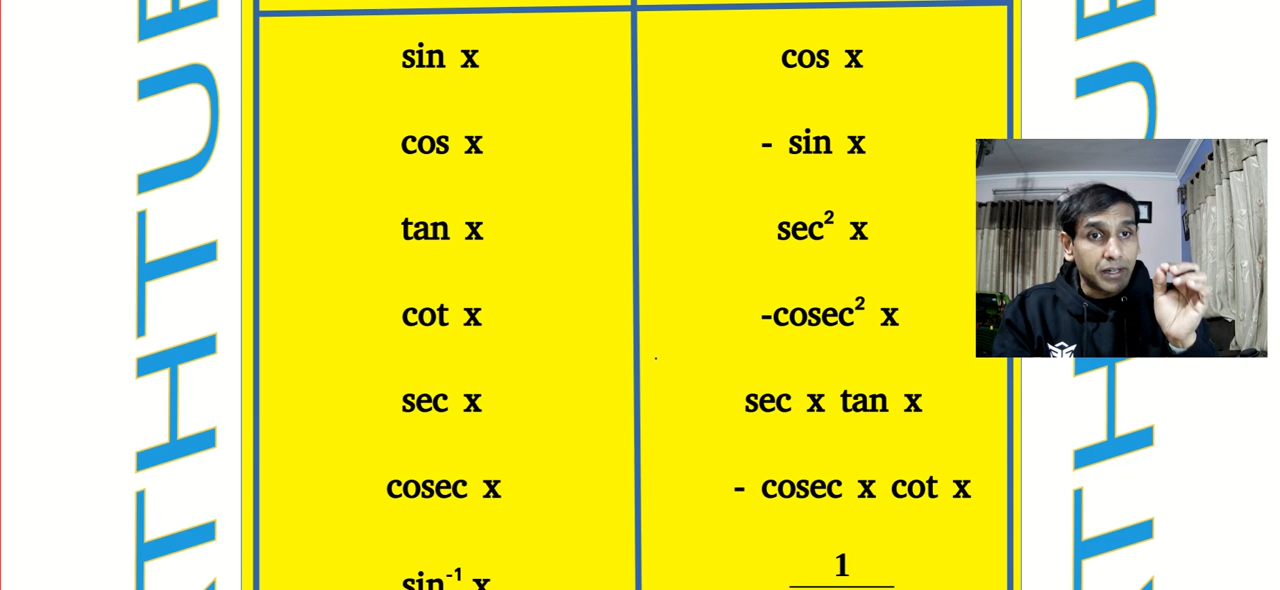 sin x cos x
cos x - sin x
tan x sec² x
cot x -cosec² x
sec x sec x tan x
cosec x - cosec x cot x
sin⁻¹ x 1